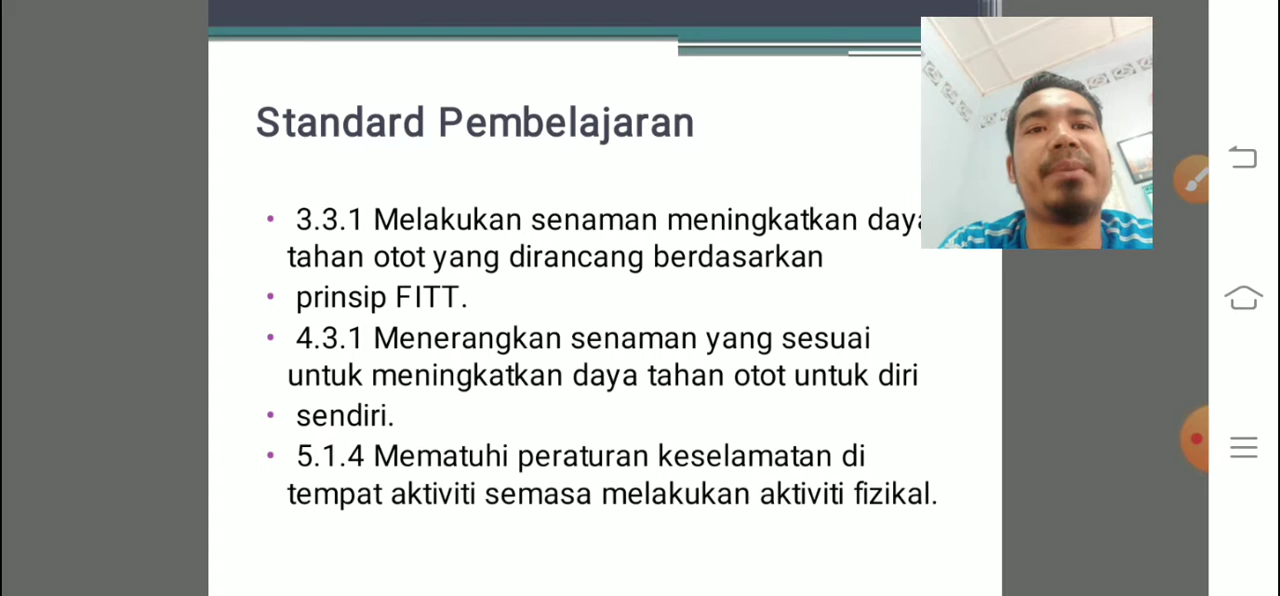 Standard Pembelajaran
• 3.3.1 Melakukan senaman meningkatkan daya
tahan otot yang dirancang berdasarkan
• prinsip FITT.
• 4.3.1 Menerangkan senaman yang sesuai
untuk meningkatkan daya tahan otot untuk diri
• sendiri.
• 5.1.4 Mematuhi peraturan keselamatan di
tempat aktiviti semasa melakukan aktiviti fizikal.